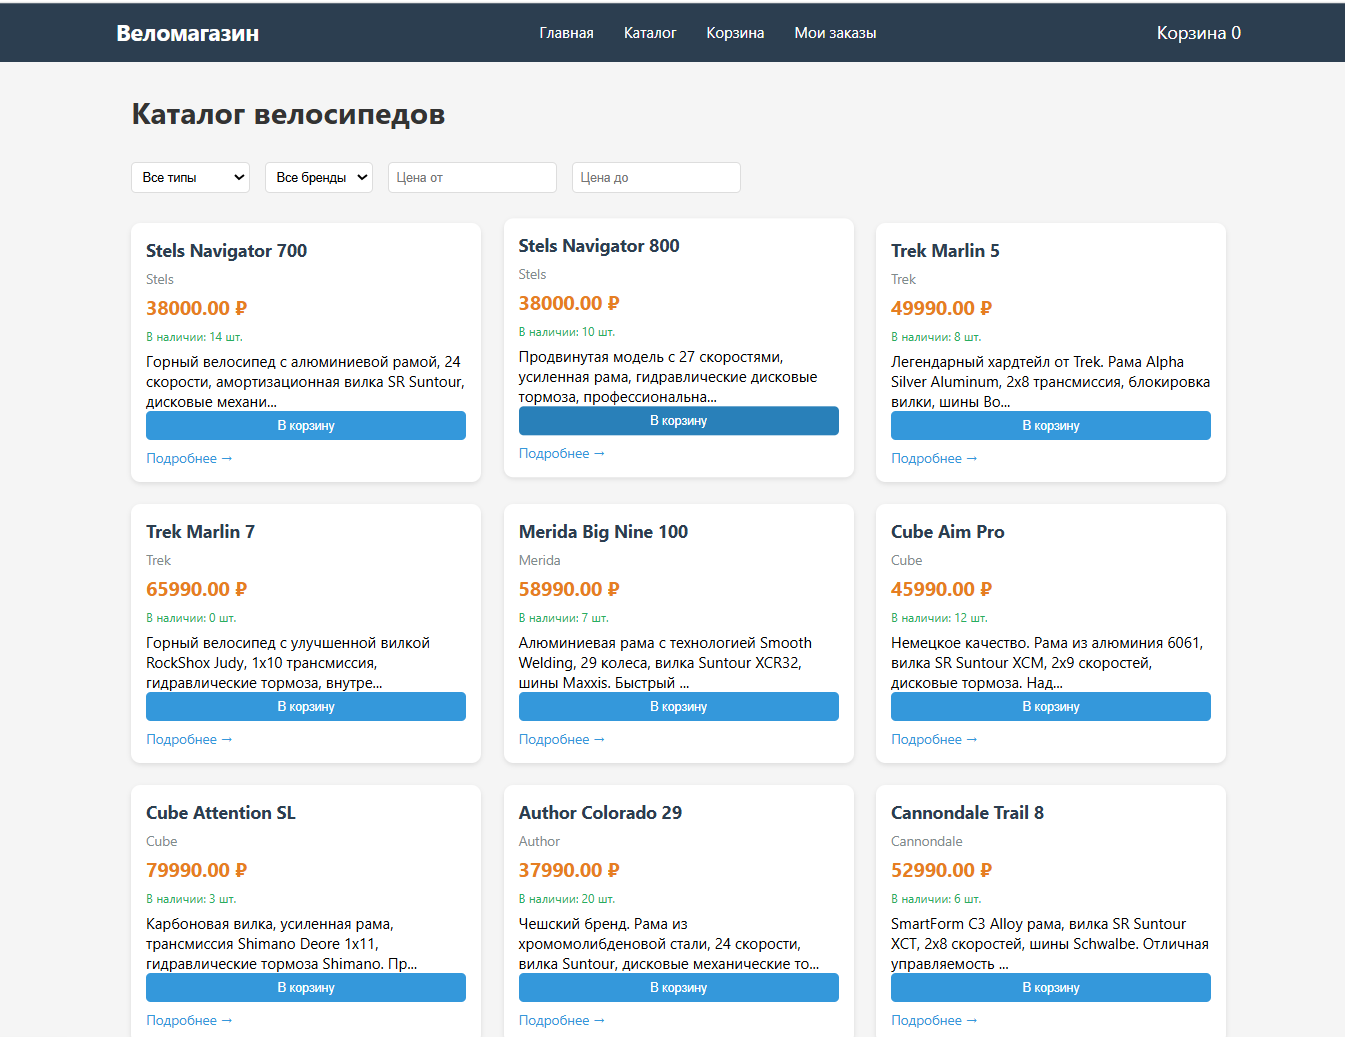 Веломагазин
Главная
Каталог
Корзина
Мои заказы
Корзина 0
Каталог велосипедов
Все типы
Все бренды
Цена от
Цена до
Stels Navigator 700
Stels
38000.00 ₽
В наличии: 14 шт.
Горный велосипед с алюминиевой рамой, 24
скорости, амортизационная вилка SR Suntour,
дисковые механи...
В корзину
Подробнее →
Stels Navigator 800
Stels
38000.00 ₽
В наличии: 10 шт.
Продвинутая модель с 27 скоростями,
усиленная рама, гидравлические дисковые
тормоза, профессиональна...
В корзину
Подробнее →
Trek Marlin 5
Trek
49990.00 ₽
В наличии: 8 шт.
Легендарный хардтейл от Trek. Рама Alpha
Silver Aluminum, 2x8 трансмиссия, блокировка
вилки, шины Bo...
В корзину
Подробнее →
Trek Marlin 7
Trek
65990.00 ₽
В наличии: 0 шт.
Горный велосипед с улучшенной вилкой
RockShox Judy, 1x10 трансмиссия,
гидравлические тормоза, внутре...
В корзину
Подробнее →
Merida Big Nine 100
Merida
58990.00 ₽
В наличии: 7 шт.
Алюминиевая рама с технологией Smooth
Welding, 29 колеса, вилка Suntour XCR32,
шины Maxxis. Быстрый ...
В корзину
Подробнее →
Cube Aim Pro
Cube
45990.00 ₽
В наличии: 12 шт.
Немецкое качество. Рама из алюминия 6061,
вилка SR Suntour XCM, 2x9 скоростей,
дисковые тормоза. Над...
В корзину
Подробнее →
Cube Attention SL
Cube
79990.00 ₽
В наличии: 3 шт.
Карбоновая вилка, усиленная рама,
трансмиссия Shimano Deore 1x11,
гидравлические тормоза Shimano. Пр...
В корзину
Подробнее →
Author Colorado 29
Author
37990.00 ₽
В наличии: 20 шт.
Чешский бренд. Рама из
хромомолибденовой стали, 24 скорости,
вилка Suntour, дисковые механические то...
В корзину
Подробнее →
Cannondale Trail 8
Cannondale
52990.00 ₽
В наличии: 6 шт.
SmartForm C3 Alloy рама, вилка SR Suntour
XCT, 2x8 скоростей, шины Schwalbe. Отличная
управляемость ...
В корзину
Подробнее →